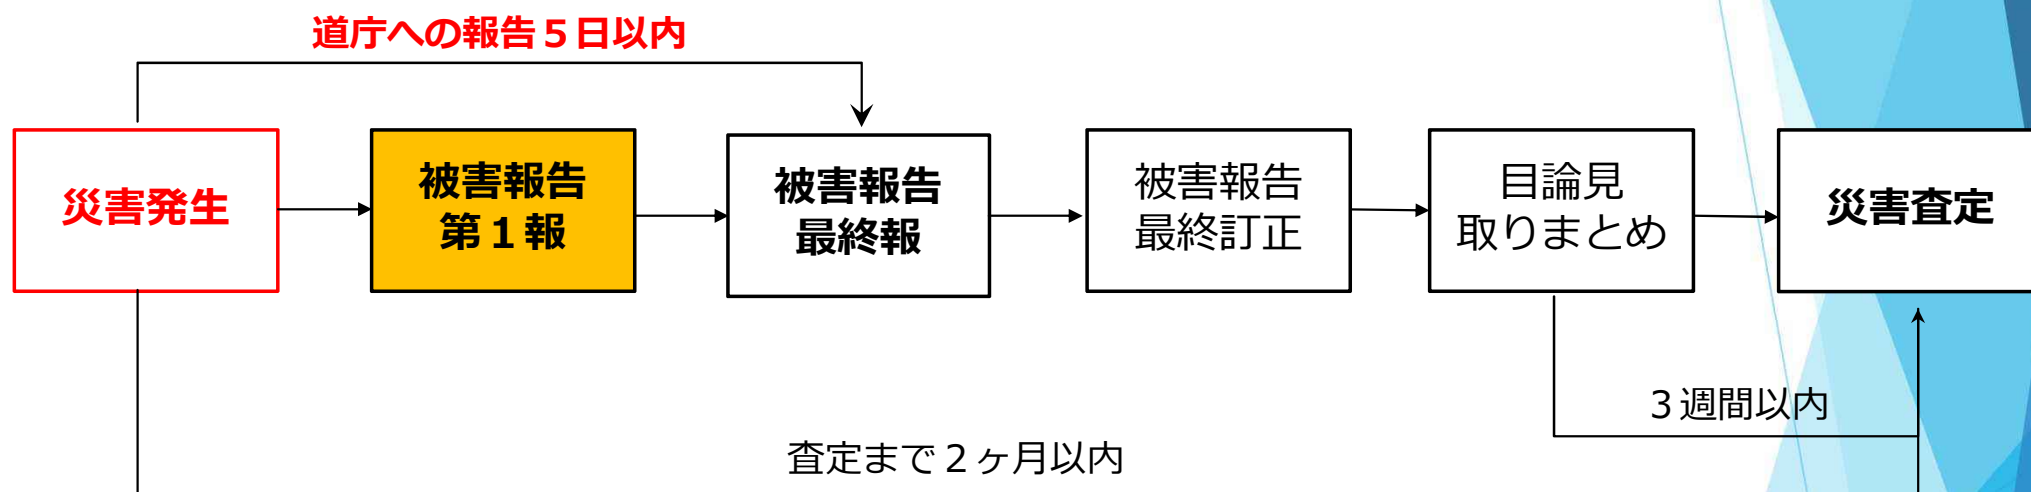 道庁への報告５日以内
災害発生
被害報告
第１報
被害報告
最終報
被害報告
最終訂正
目論見
取りまとめ
災害査定
３週間以内
査定まで２ヶ月以内